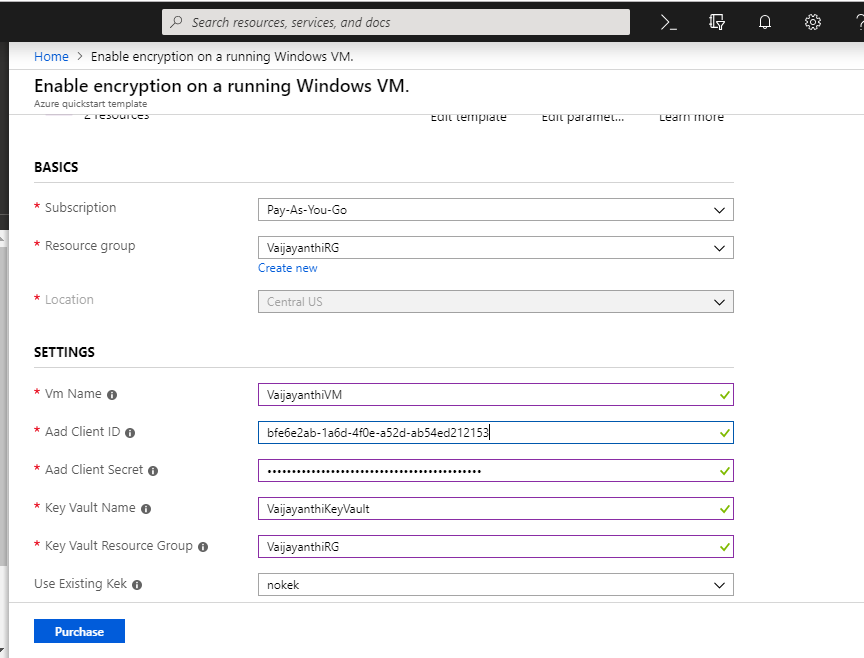 Search resources, services, and docs
Home > Enable encryption on a running Windows VM.
Enable encryption on a running Windows VM.
Azure quickstart template
2 resources Edit template Edit paramet... Learn more
BASICS
* Subscription Pay-As-You-Go
* Resource group VaijayanthiRG
Create new
* Location Central US
SETTINGS
* Vm Name VaijayanthiVM
* Aad Client ID bfe6e2ab-1a6d-4f0e-a52d-ab54ed212153
* Aad Client Secret ••••••••••••••••••••••••••••••••••••••••••••
* Key Vault Name VaijayanthiKeyVault
* Key Vault Resource Group VaijayanthiRG
Use Existing Kek nokek
Purchase